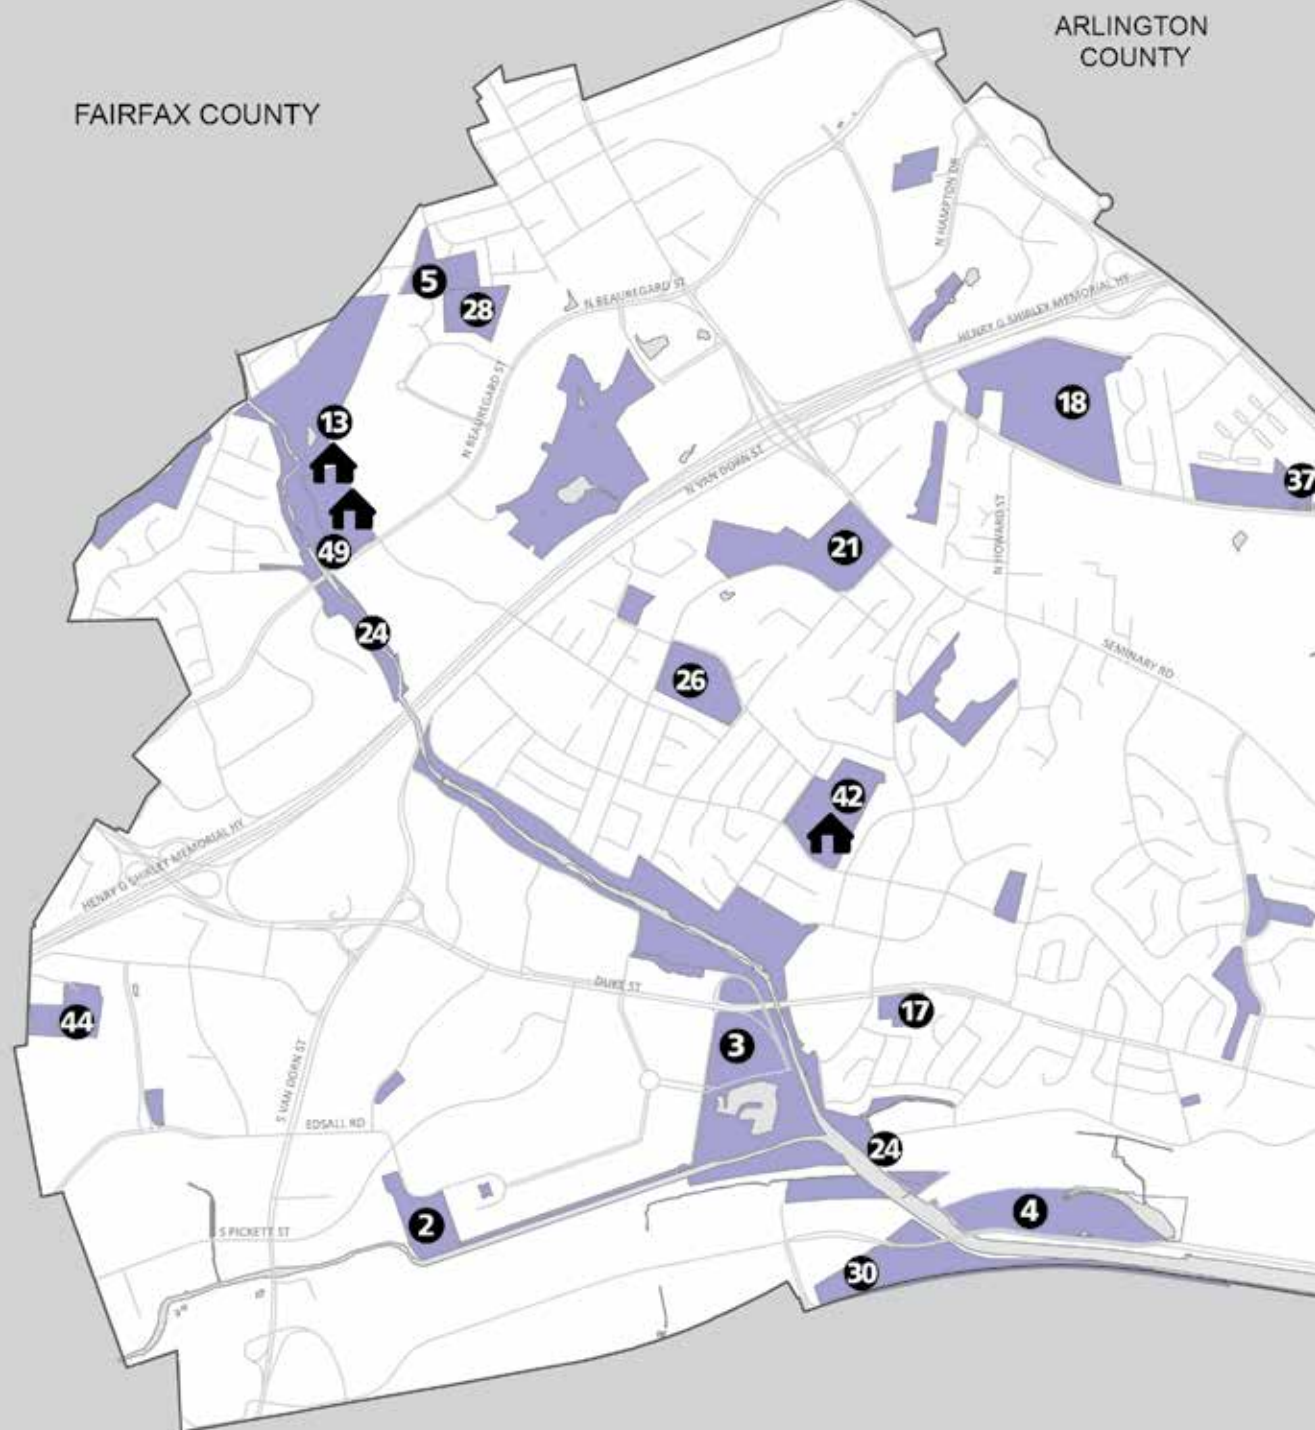 ARLINGTON
COUNTY
FAIRFAX COUNTY
N HAMPTON DR
5
28
N BEAUREGARD ST
HENRY G SHIRLEY MEMORIAL HY
18
13
N BEAUREGARD ST
N VAN DORN ST
37
49
21
N HOWARD ST
24
SEMINARY RD
26
42
HENRY G SHIRLEY MEMORIAL HY
DUKE ST
44
17
3
S VAN DORN ST
EDSALL RD
24
2
S PICKETT ST
4
30